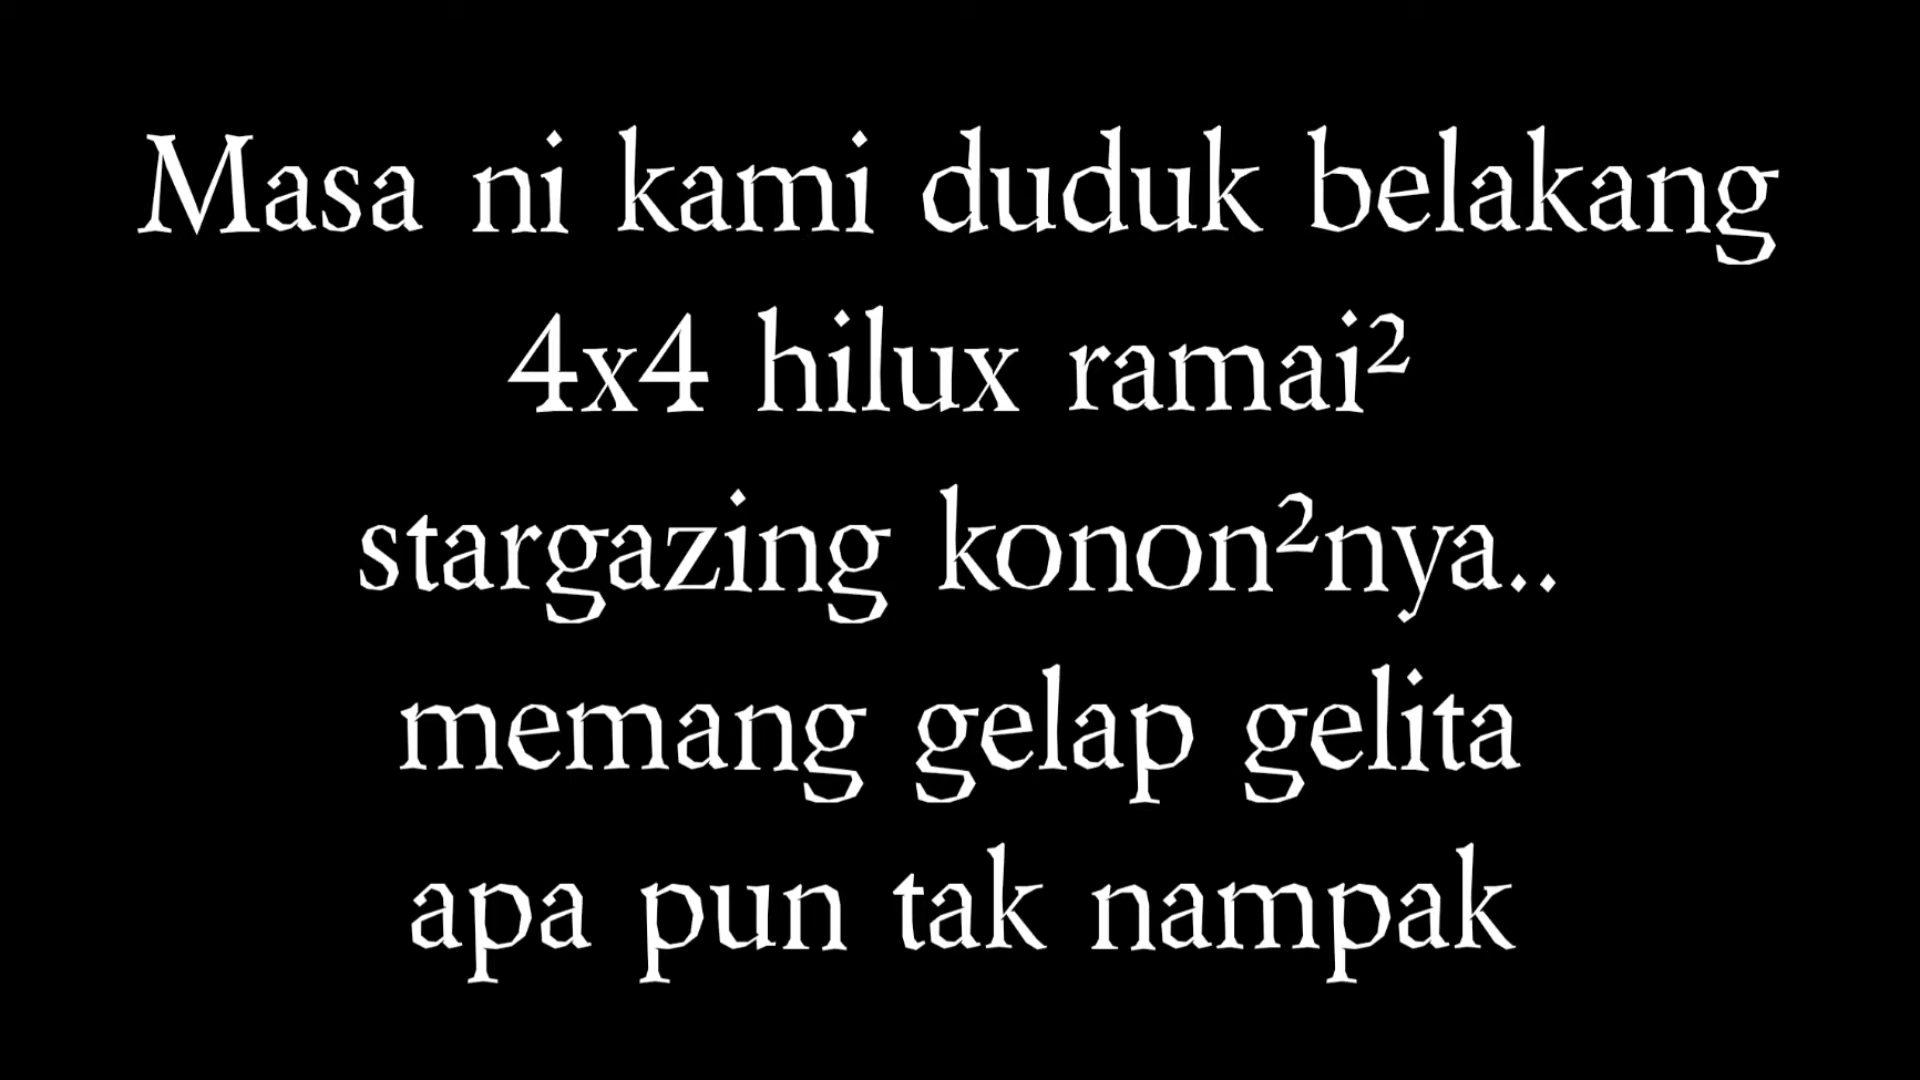 Masa ni kami duduk belakang
4x4 hilux ramai²
stargazing konon²nya..
memang gelap gelita
apa pun tak nampak